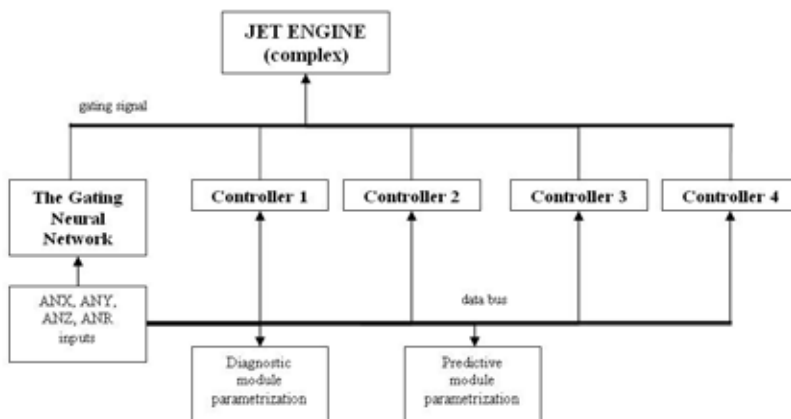 JET ENGINE
(complex)
gating signal
The Gating
Neural
Network
Controller 1
Controller 2
Controller 3
Controller 4
ANX, ANY,
ANZ, ANR
inputs
data bus
Diagnostic
module
parametrization
Predictive
module
parametrization